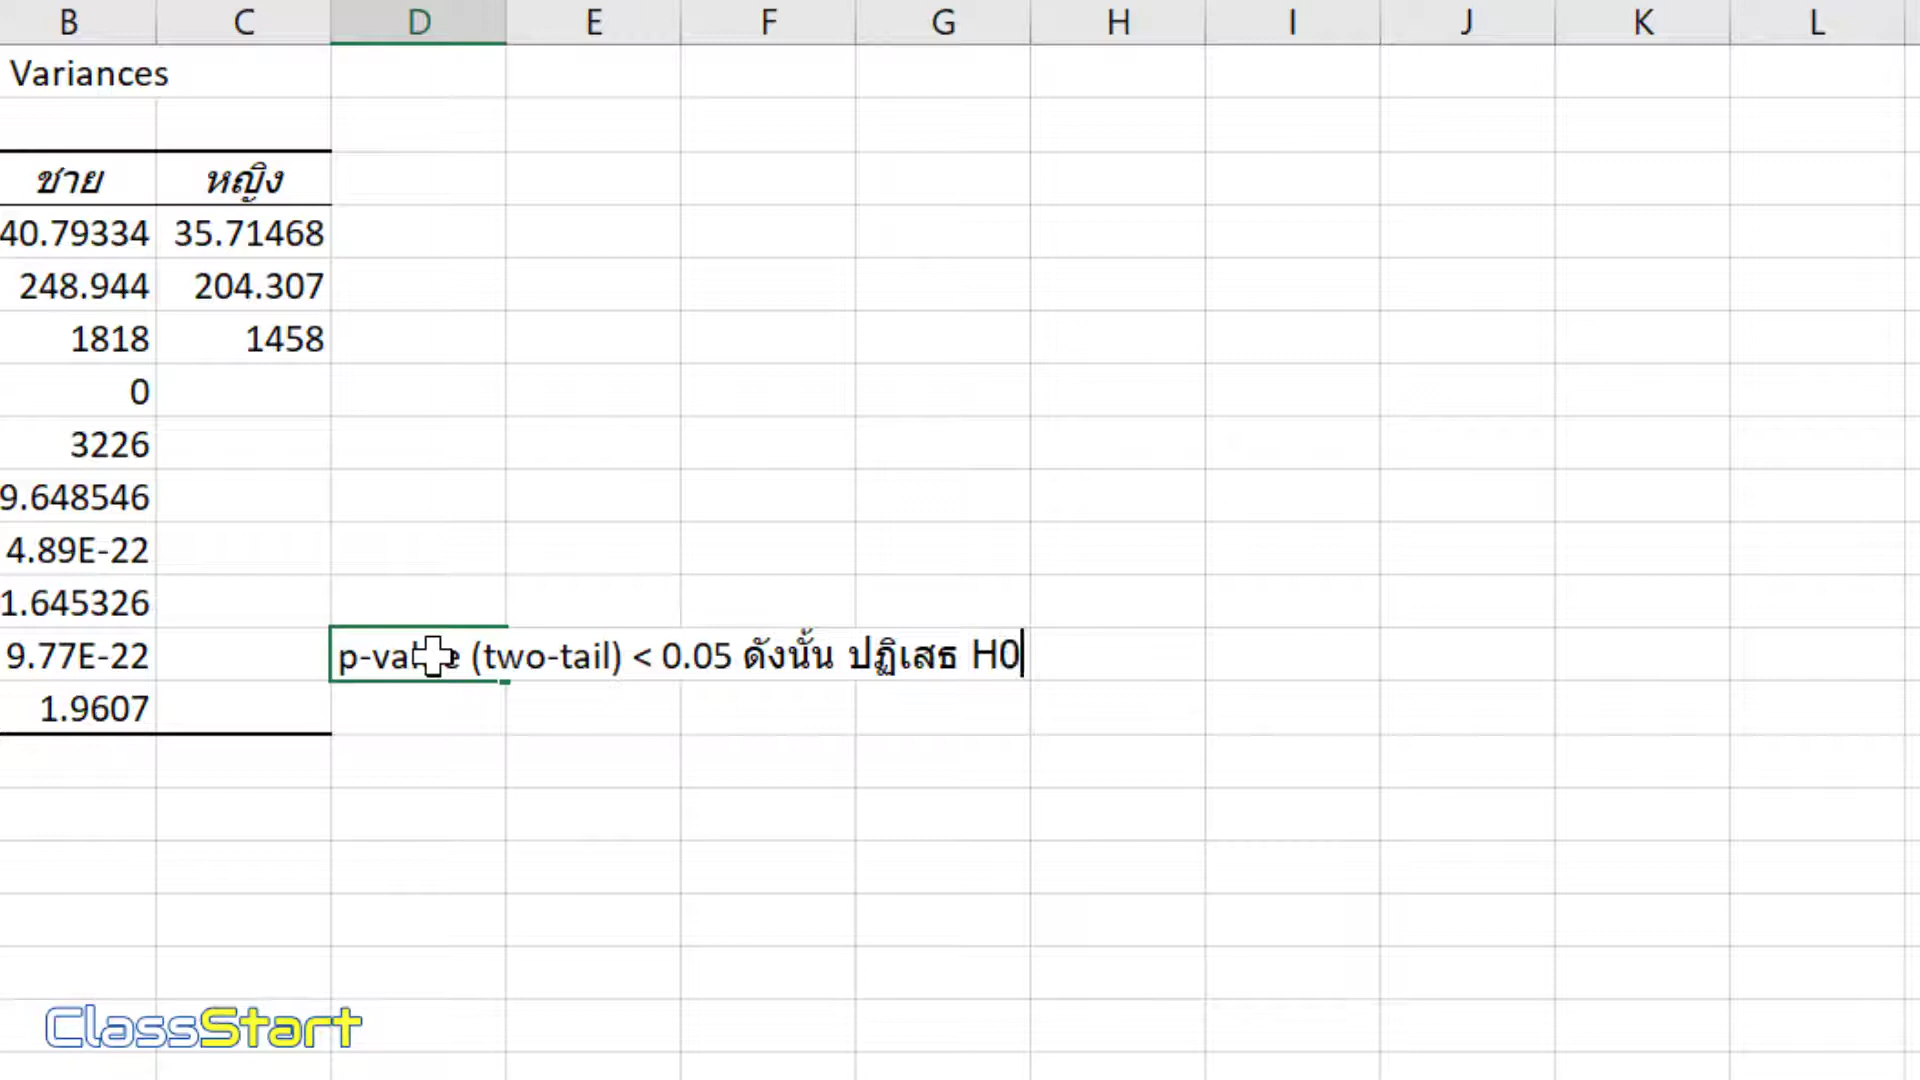 B C D E F G H I J K L
Variances
ชาย หญิง
40.79334 35.71468
248.944 204.307
1818 1458
0
3226
9.648546
4.89E-22
1.645326
9.77E-22 p-value (two-tail) < 0.05 ดังนั้น ปฏิเสธ H0
1.9607
ClassStart